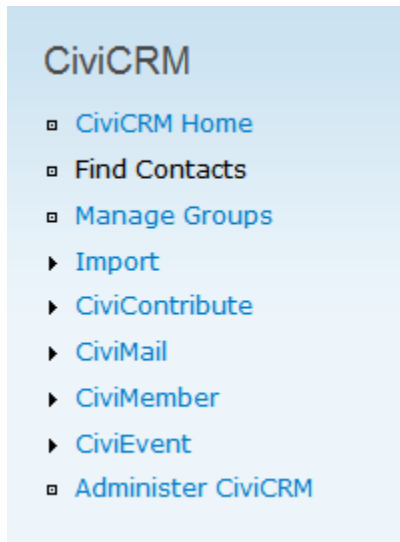 CiviCRM
CiviCRM Home
Find Contacts
Manage Groups
Import
CiviContribute
CiviMail
CiviMember
CiviEvent
Administer CiviCRM